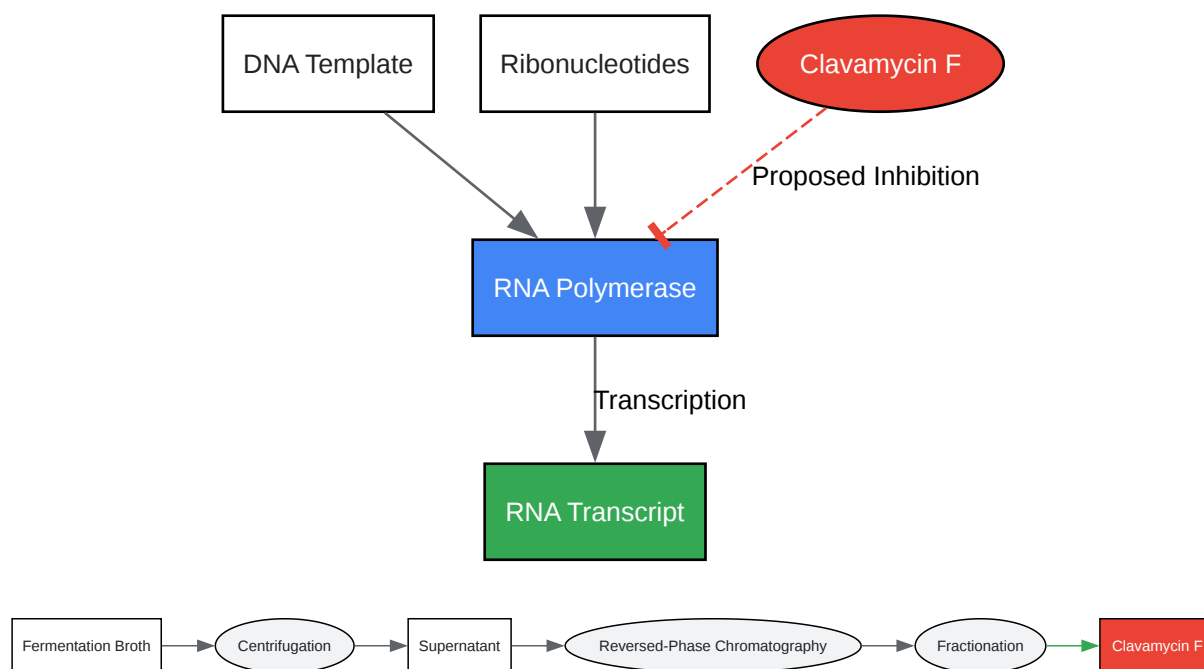 DNA Template
Ribonucleotides
Clavamycin F
Proposed Inhibition
RNA Polymerase
Transcription
RNA Transcript
Fermentation Broth
Centrifugation
Supernatant
Reversed-Phase Chromatography
Fractionation
Clavamycin F